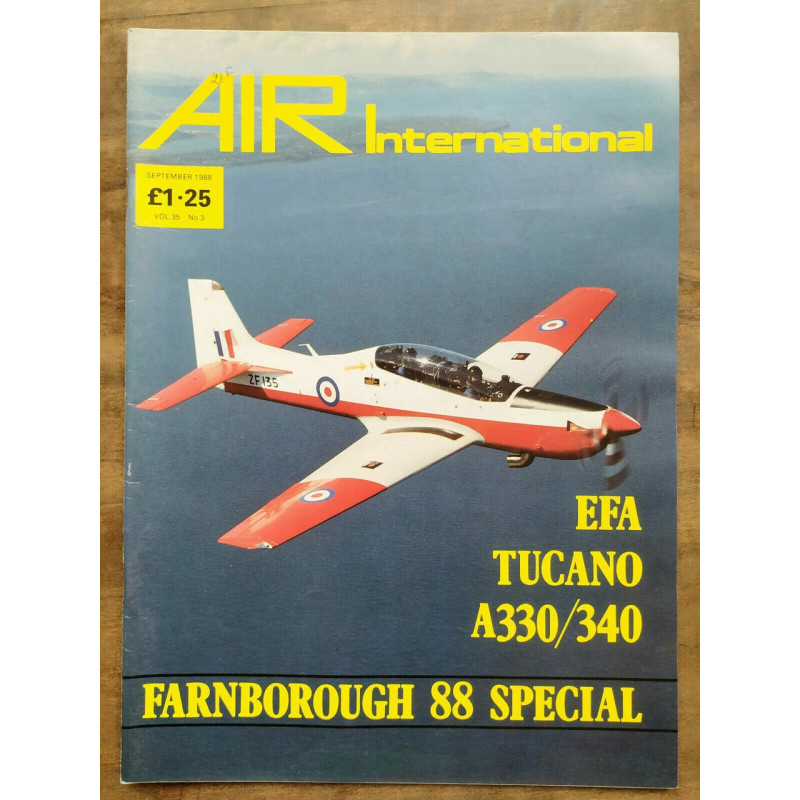 AIR International
SEPTEMBER 1988
£1·25
VOL 35 No 3
ZF135
EFA
TUCANO
A330/340
FARNBOROUGH 88 SPECIAL